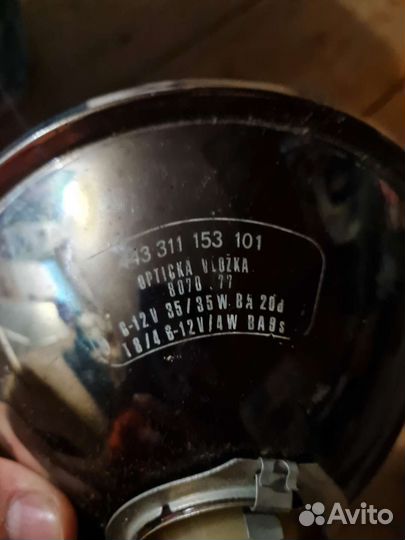 443 311 153 101
OPTICKÁ VLOŽKA
8070.77
6-12V 35/35W BA 20d
T8/4 6-12V/4W BA9s
Avito